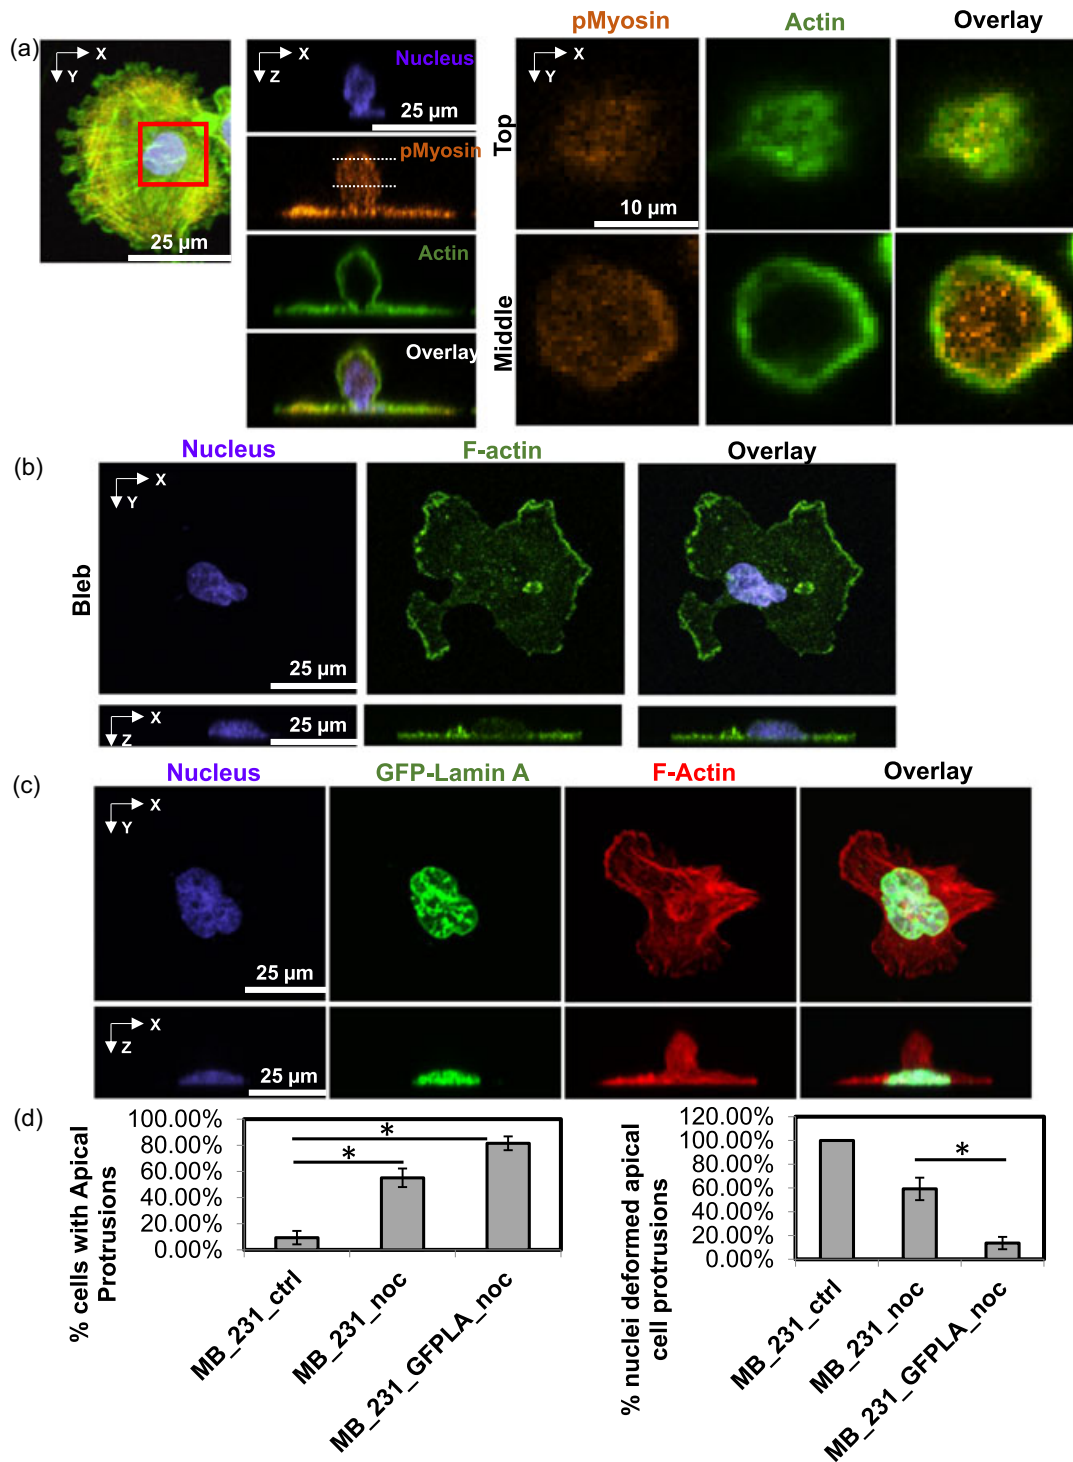 (a)
X
Y
25 µm
X
Z
Nucleus
25 µm
pMyosin
Actin
Overlay
pMyosin
Actin
Overlay
Top
X
Y
10 µm
Middle
(b)
Nucleus
F-actin
Overlay
Bleb
X
Y
25 µm
X
Z
25 µm
(c)
Nucleus
GFP-Lamin A
F-Actin
Overlay
X
Y
25 µm
X
Z
25 µm
(d)
% cells with Apical
Protrusions
100.00%
80.00%
60.00%
40.00%
20.00%
0.00%
*
*
MB_231_ctrl
MB_231_noc
MB_231_GFPLA_noc
% nuclei deformed apical
cell protrusions
120.00%
100.00%
80.00%
60.00%
40.00%
20.00%
0.00%
*
MB_231_ctrl
MB_231_noc
MB_231_GFPLA_noc